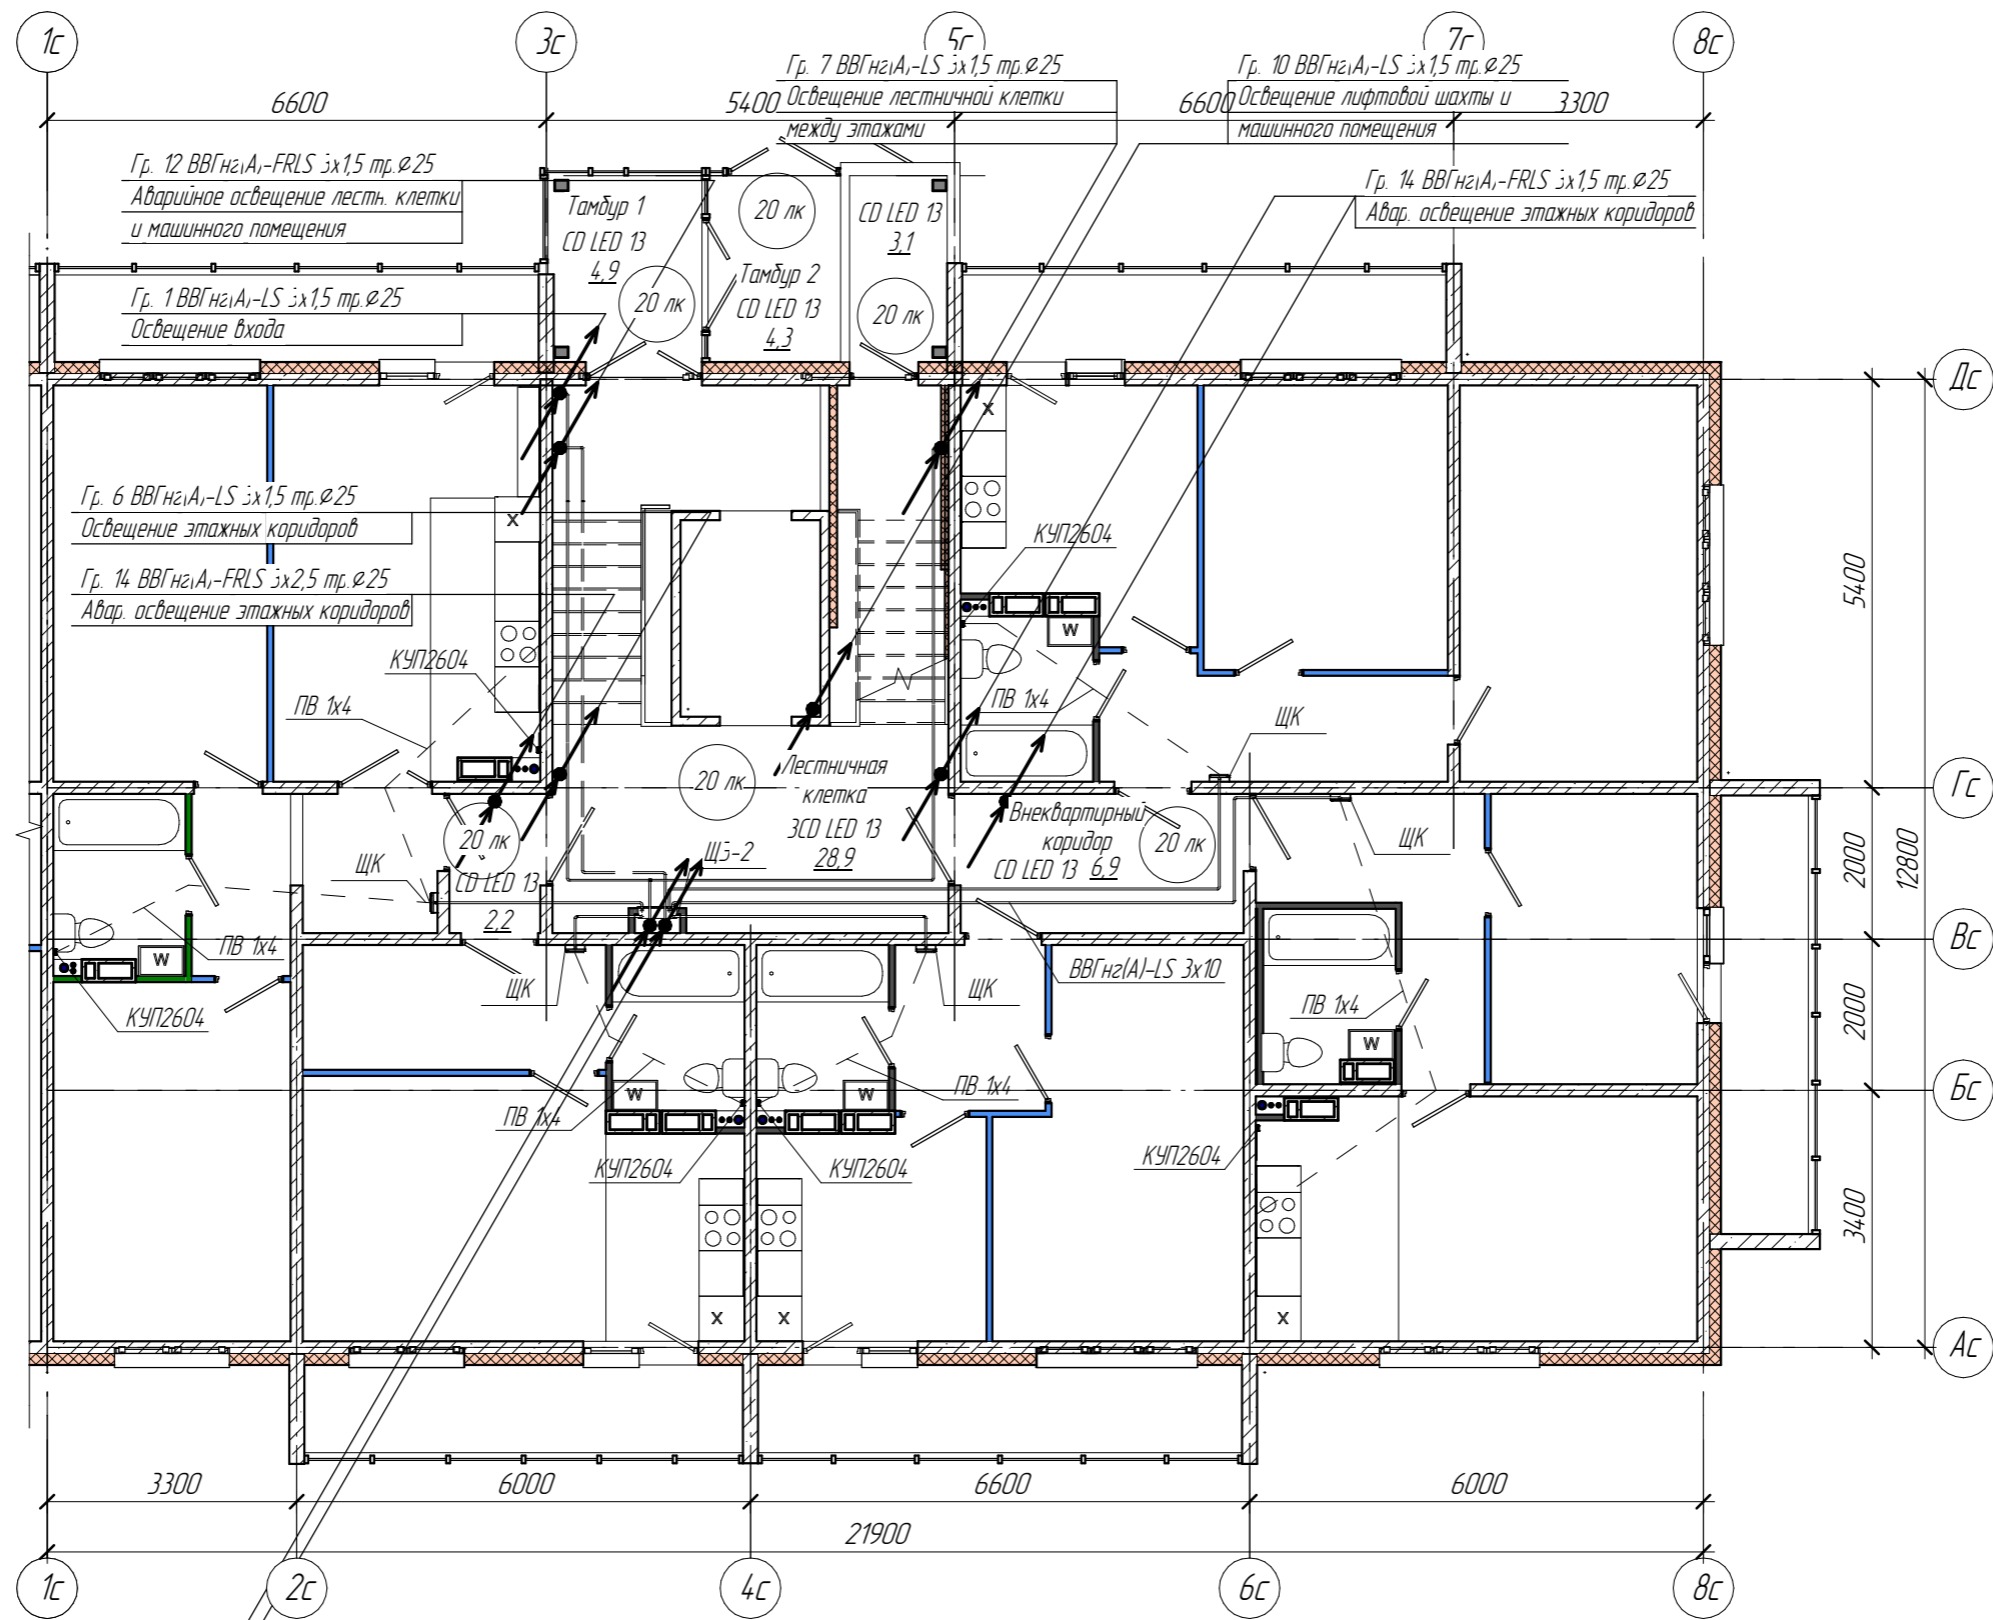 1с
3с
5с
7с
8с
Гр. 7 ВВГнг(А)-LS 3х1,5 тр.⌀25
Освещение лестничной клетки
между этажами
Гр. 10 ВВГнг(А)-LS 3х1,5 тр.⌀25
Освещение лифтовой шахты и
машинного помещения
6600
5400
6600
3300
Гр. 12 ВВГнг(А)-FRLS 3х1,5 тр.⌀25
Аварийное освещение лестн. клетки
и машинного помещения
Гр. 14 ВВГнг(А)-FRLS 3х1,5 тр.⌀25
Авар. освещение этажных коридоров
Тамбур 1
CD LED 13
4,9
20 лк
20 лк
Тамбур 2
CD LED 13
4,3
CD LED 13
3,1
20 лк
Гр. 1 ВВГнг(А)-LS 3х1,5 тр.⌀25
Освещение входа
Дс
Гр. 6 ВВГнг(А)-LS 3х1,5 тр.⌀25
Освещение этажных коридоров
Гр. 14 ВВГнг(А)-FRLS 3х2,5 тр.⌀25
Авар. освещение этажных коридоров
X
X
КУП2604
КУП2604
W
5400
ПВ 1х4
ПВ 1х4
ЩК
20 лк
Лестничная
клетка
3CD LED 13
28,9
Гс
20 лк
CD LED 13
2,2
ЩК
ЩЭ-2
Внеквартирный
коридор
CD LED 13 6,9
20 лк
ЩК
2000
12800
ПВ 1х4
W
КУП2604
ЩК
ЩК
ВВГнг(А)-LS 3х10
Вс
ПВ 1х4
W
2000
ПВ 1х4
W
W
ПВ 1х4
Бс
КУП2604
КУП2604
КУП2604
3400
X
X
X
Ас
3300
6000
6600
6000
21900
1с
2с
4с
6с
8с